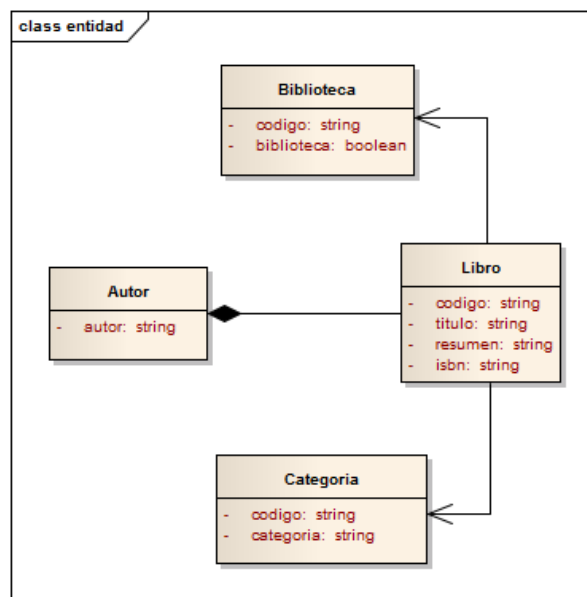 class entidad
Biblioteca
- codigo: string
- biblioteca: boolean
Autor
- autor: string
Libro
- codigo: string
- titulo: string
- resumen: string
- isbn: string
Categoria
- codigo: string
- categoria: string